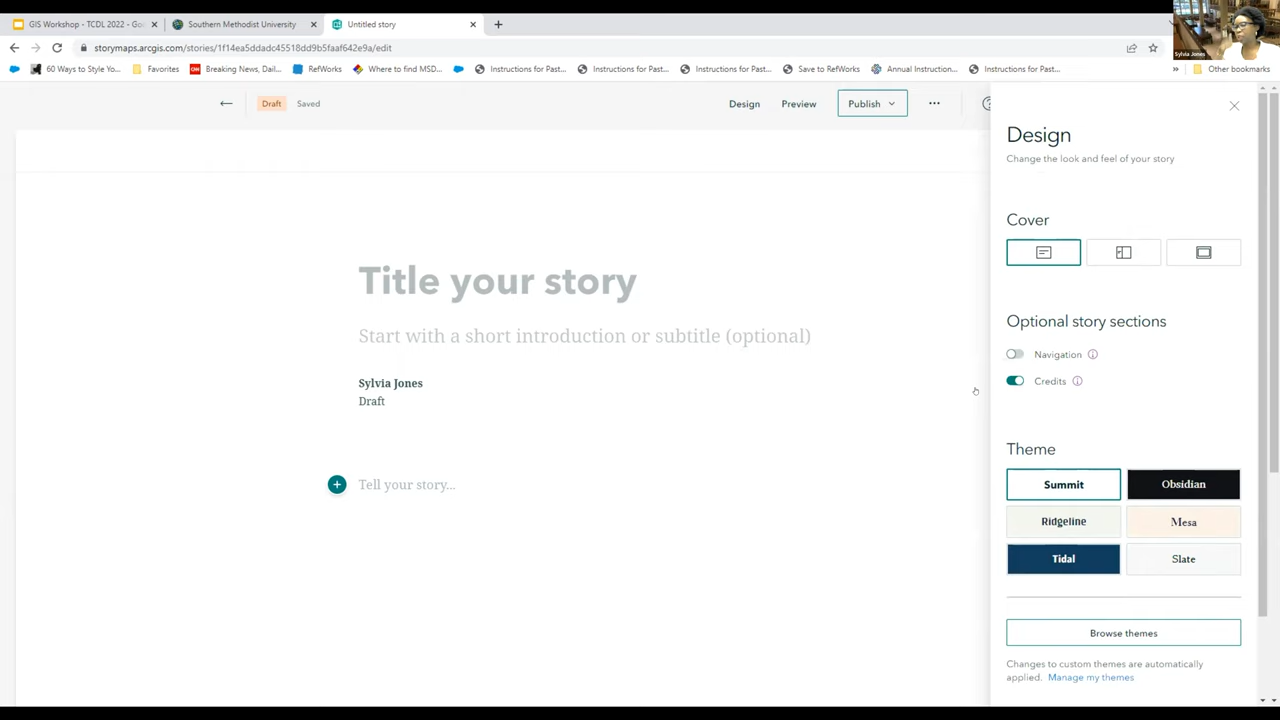 GIS Workshop - TCDL 2022 - Goo
Southern Methodist University
Untitled story
storymaps.arcgis.com/stories/1f14ea5ddadc45518dd9b5faaf642e9a/edit
60 Ways to Style Yo...
Favorites
Breaking News, Dail...
RefWorks
Where to find MSD...
Instructions for Past...
Instructions for Past...
Instructions for Past...
Save to RefWorks
Annual Instruction...
Instructions for Past...
Other bookmarks
Sylvia Jones
Draft
Saved
Design
Preview
Publish
Title your story
Start with a short introduction or subtitle (optional)
Sylvia Jones
Draft
Tell your story...
Design
Change the look and feel of your story
Cover
Optional story sections
Navigation
Credits
Theme
Summit
Obsidian
Ridgeline
Mesa
Tidal
Slate
Browse themes
Changes to custom themes are automatically
applied. Manage my themes